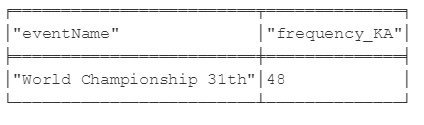 "eventName" "frequency_KA"
"World Championship 31th" 48